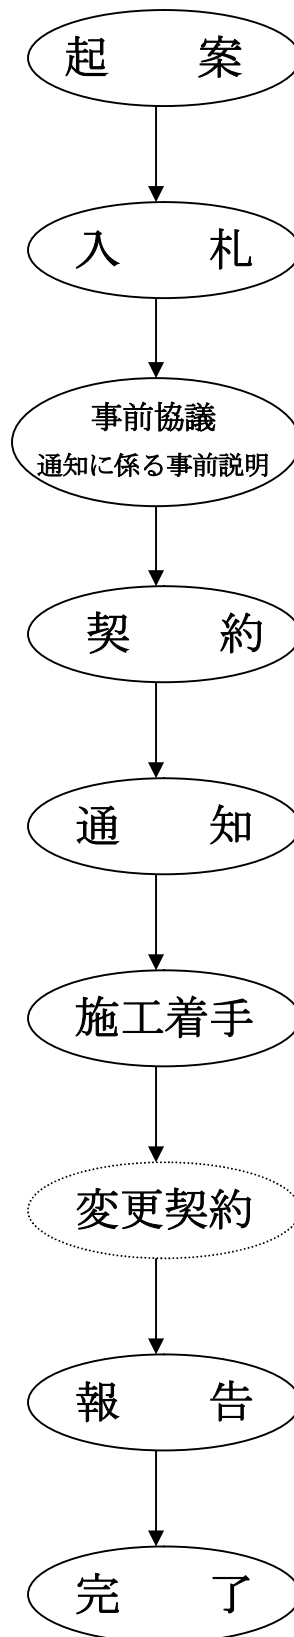 起　　案
入　　札
事前協議
通知に係る事前説明
契　　約
通　　知
施工着手
変更契約
報　　告
完　　了